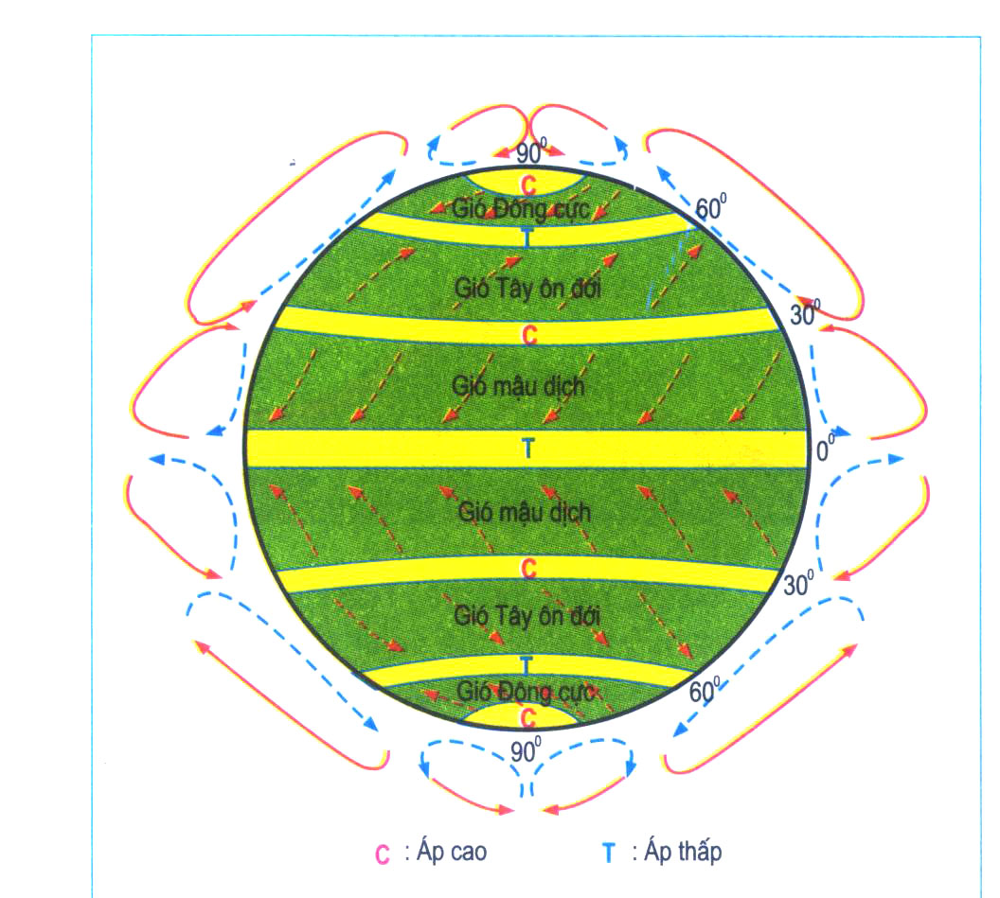 90⁰
C
Gió Đông cực
60⁰
T
Gió Tây ôn đới
30⁰
C
Gió mậu dịch
T
0⁰
Gió mậu dịch
C
30⁰
Gió Tây ôn đới
T
60⁰
Gió Đông cực
C
90⁰
C : Áp cao T : Áp thấp